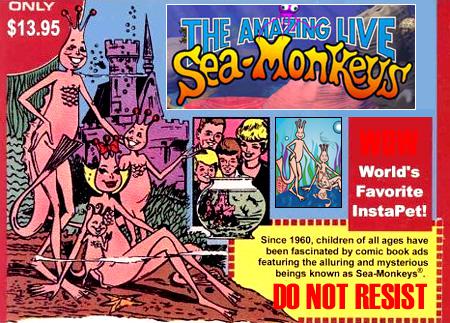 ONLY
$13.95
THE AMAZING LIVE
Sea-Monkeys
WOW
World's
Favorite
InstaPet!
Since 1960, children of all ages have
been fascinated by comic book ads
featuring the alluring and mysterious
beings known as Sea-Monkeys®.
DO NOT RESIST